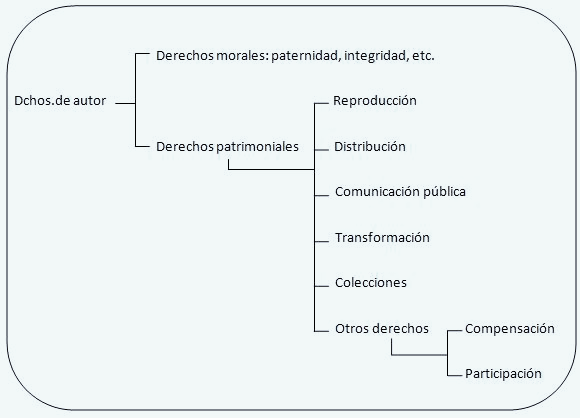 Derechos morales: paternidad, integridad, etc.
Dchos.de autor
Reproducción
Derechos patrimoniales
Distribución
Comunicación pública
Transformación
Colecciones
Otros derechos
Compensación
Participación